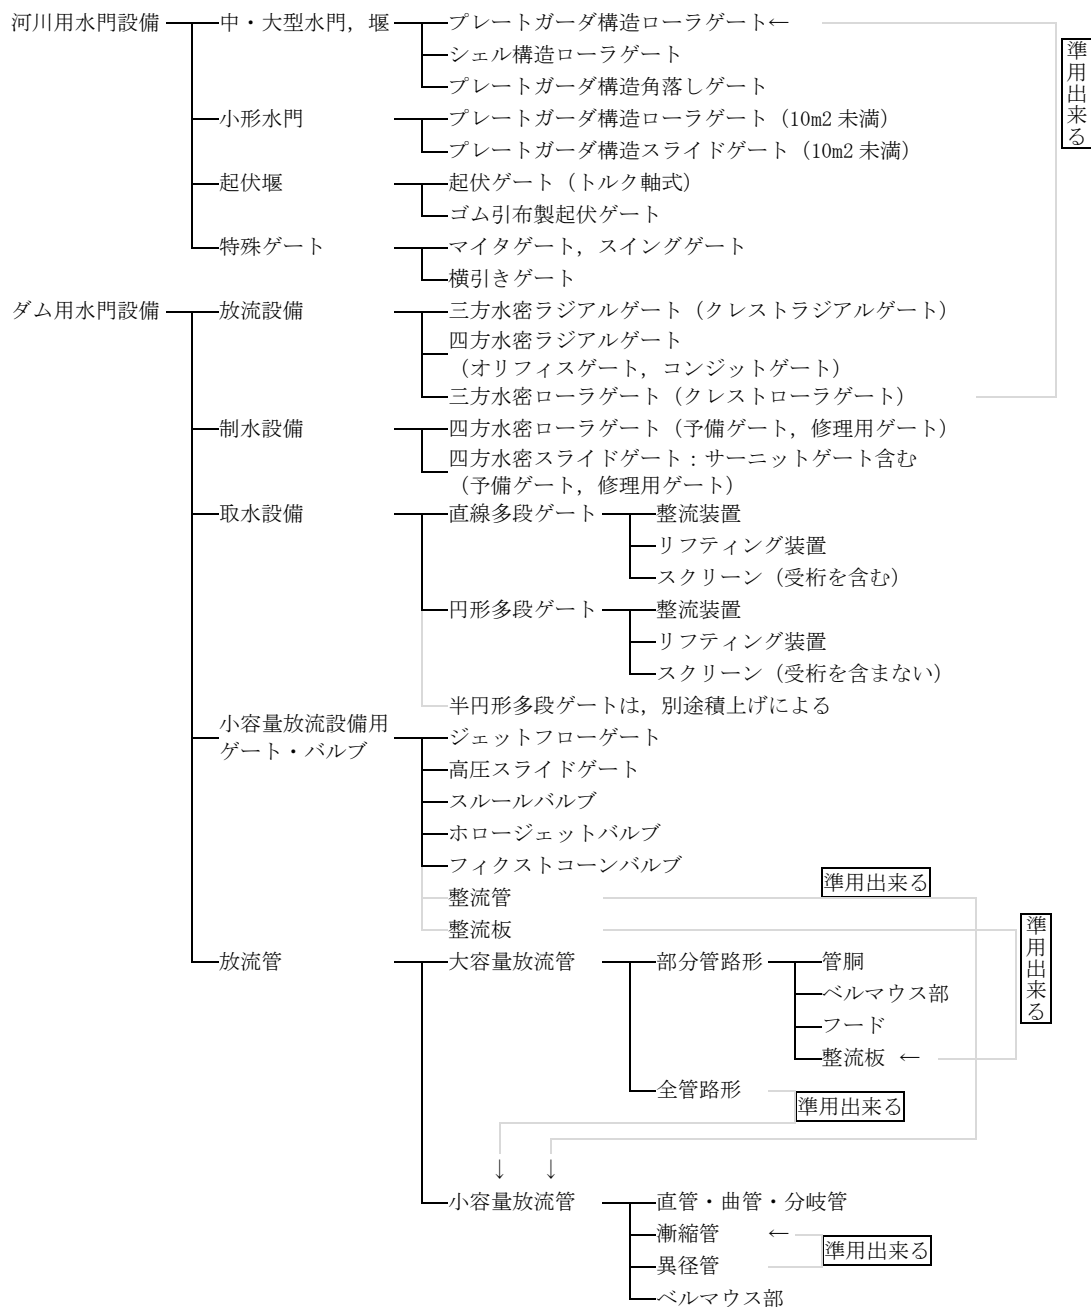 河川用水門設備 中・大型水門，堰 プレートガーダ構造ローラゲート←
シェル構造ローラゲート
プレートガーダ構造角落しゲート
準用出来る
小形水門 プレートガーダ構造ローラゲート（10m2 未満）
プレートガーダ構造スライドゲート（10m2 未満）
起伏堰 起伏ゲート（トルク軸式）
ゴム引布製起伏ゲート
特殊ゲート マイタゲート，スイングゲート
横引きゲート
ダム用水門設備 放流設備 三方水密ラジアルゲート（クレストラジアルゲート）
四方水密ラジアルゲート
（オリフィスゲート，コンジットゲート）
三方水密ローラゲート（クレストローラゲート）
制水設備 四方水密ローラゲート（予備ゲート，修理用ゲート）
四方水密スライドゲート：サーニットゲート含む
（予備ゲート，修理用ゲート）
取水設備 直線多段ゲート 整流装置
リフティング装置
スクリーン（受桁を含む）
円形多段ゲート 整流装置
リフティング装置
スクリーン（受桁を含まない）
半円形多段ゲートは，別途積上げによる
小容量放流設備用
ゲート・バルブ ジェットフローゲート
高圧スライドゲート
スルールバルブ
ホロージェットバルブ
フィクストコーンバルブ
準用出来る
整流管
整流板
準用出来る
放流管 大容量放流管 部分管路形 管胴
ベルマウス部
フード
整流板 ←
全管路形
準用出来る
↓ ↓
小容量放流管 直管・曲管・分岐管
漸縮管 ←
準用出来る
異径管
ベルマウス部